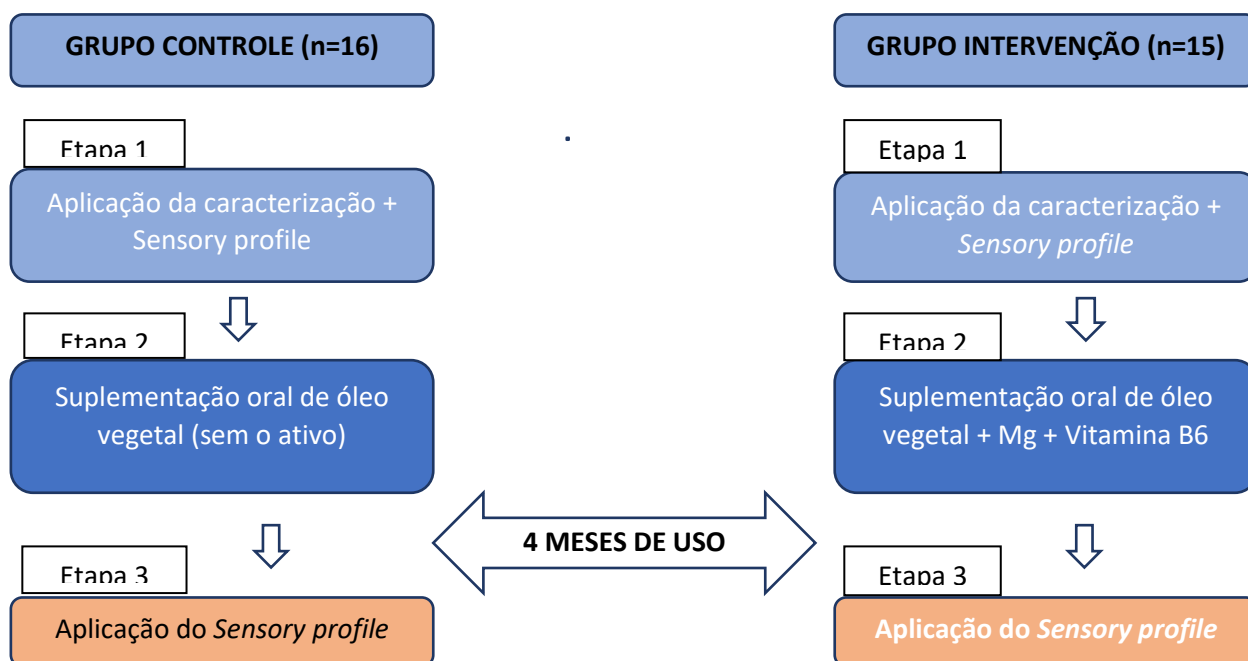 GRUPO CONTROLE (n=16)
Etapa 1
Aplicação da caracterização +
Sensory profile
Etapa 2
Suplementação oral de óleo
vegetal (sem o ativo)
Etapa 3
Aplicação do Sensory profile
4 MESES DE USO
GRUPO INTERVENÇÃO (n=15)
Etapa 1
Aplicação da caracterização +
Sensory profile
Etapa 2
Suplementação oral de óleo
vegetal + Mg + Vitamina B6
Etapa 3
Aplicação do Sensory profile